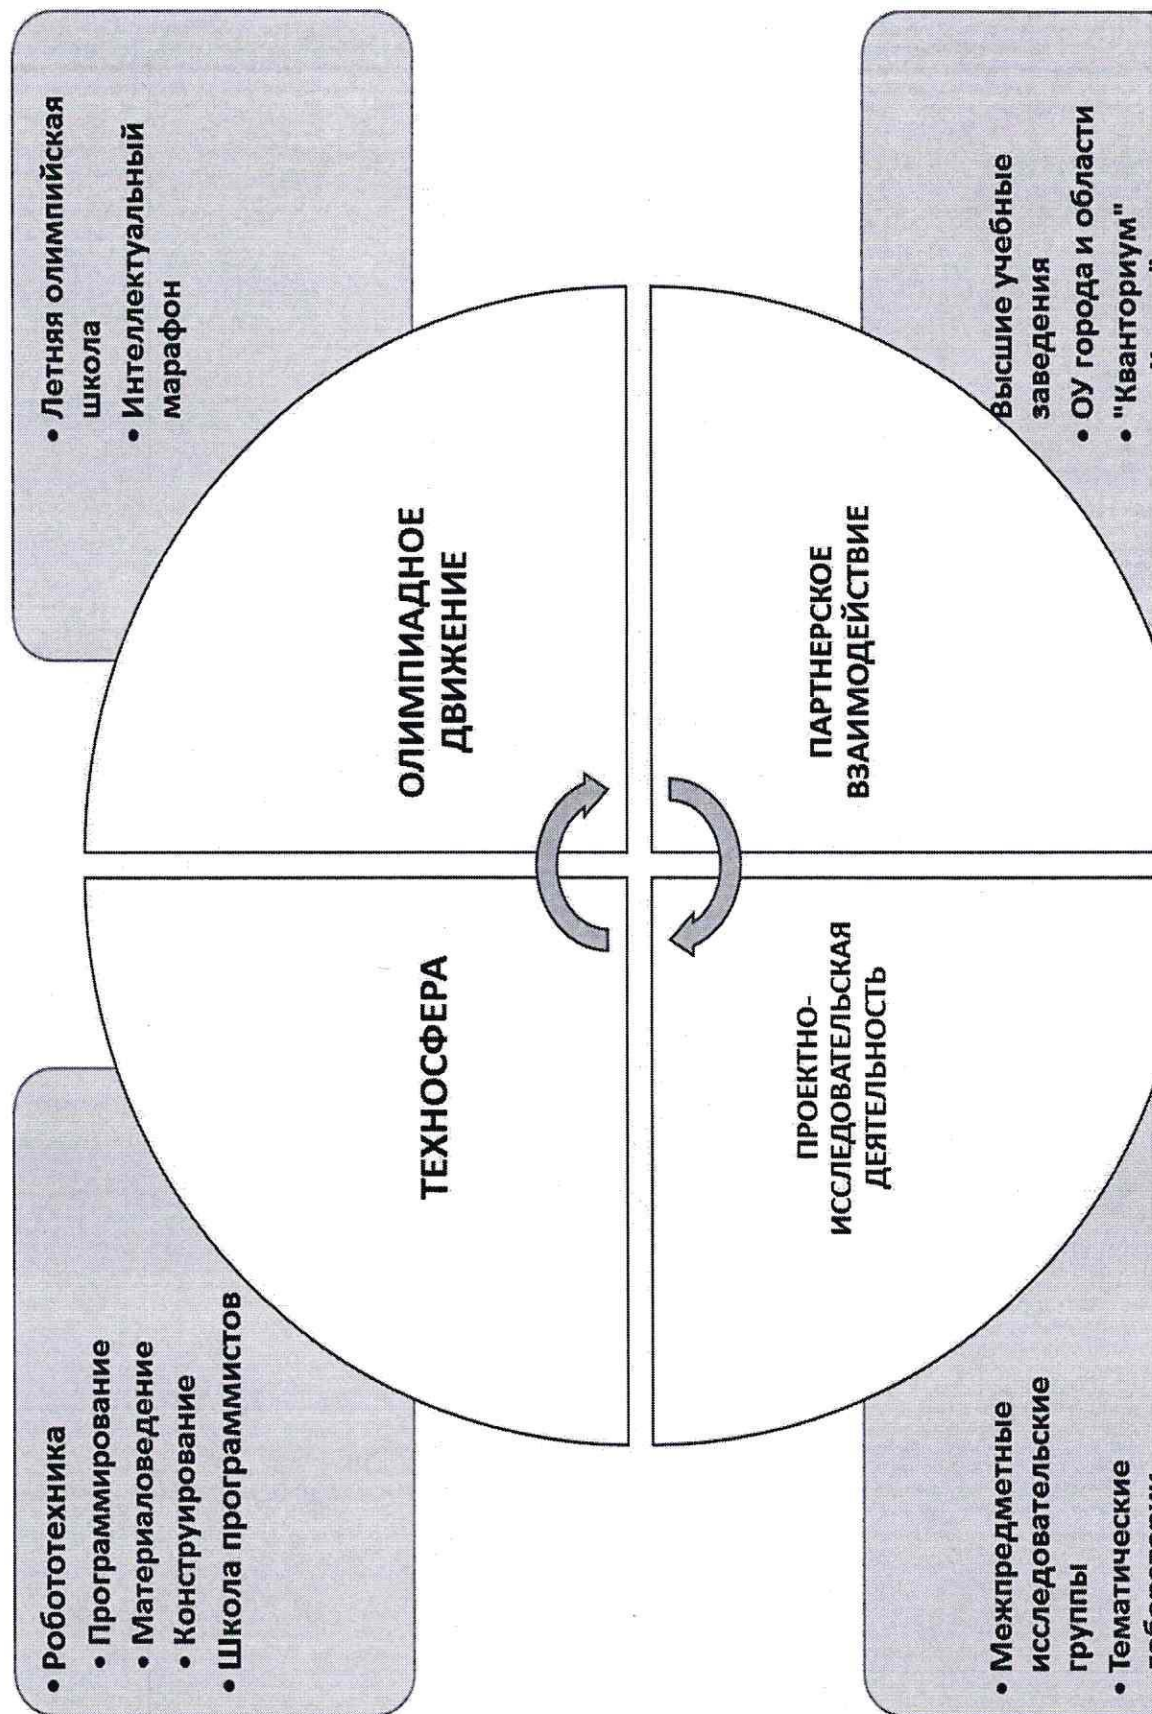 • Робототехника
• Программирование
• Материаловедение
• Конструирование
• Школа программистов
• Летняя олимпийская
школа
• Интеллектуальный
марафон
ТЕХНОСФЕРА
ОЛИМПИАДНОЕ
ДВИЖЕНИЕ
ПРОЕКТНО-
ИССЛЕДОВАТЕЛЬСКАЯ
ДЕЯТЕЛЬНОСТЬ
ПАРТНЕРСКОЕ
ВЗАИМОДЕЙСТВИЕ
• Межпредметные
исследовательские
группы
• Тематические
Высшие учебные
заведения
• ОУ города и области
• "Кванториум"